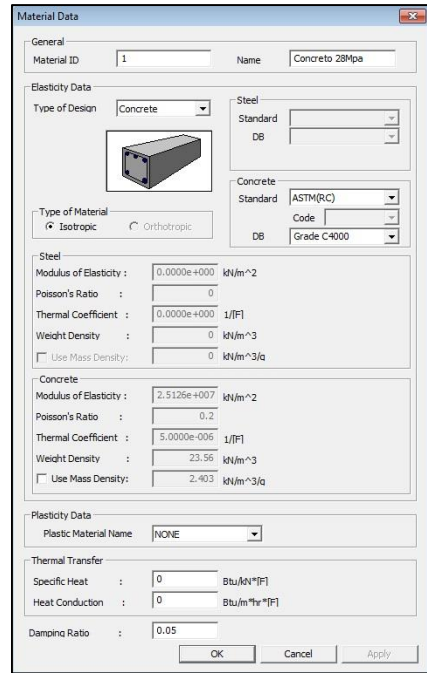 Material Data
General
Material ID 1 Name Concreto 28Mpa
Elasticity Data
Type of Design Concrete
Steel
Standard
DB
Concrete
Standard ASTM(RC)
Code
DB Grade C4000
Type of Material
Isotropic Orthotropic
Steel
Modulus of Elasticity : 0.0000e+000 kN/m^2
Poisson's Ratio : 0
Thermal Coefficient : 0.0000e+000 1/[F]
Weight Density : 0 kN/m^3
Use Mass Density: 0 kN/m^3/g
Concrete
Modulus of Elasticity : 2.5126e+007 kN/m^2
Poisson's Ratio : 0.2
Thermal Coefficient : 5.0000e-006 1/[F]
Weight Density : 23.56 kN/m^3
Use Mass Density: 2.403 kN/m^3/g
Plasticity Data
Plastic Material Name NONE
Thermal Transfer
Specific Heat : 0 Btu/kN*[F]
Heat Conduction : 0 Btu/m*hr*[F]
Damping Ratio : 0.05
OK Cancel Apply